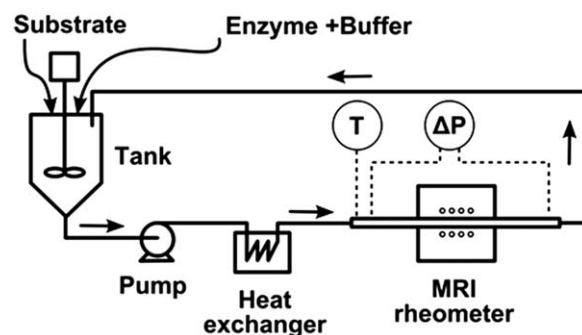 Substrate
Enzyme +Buffer
Tank
T
ΔP
Pump
Heat
exchanger
MRI
rheometer